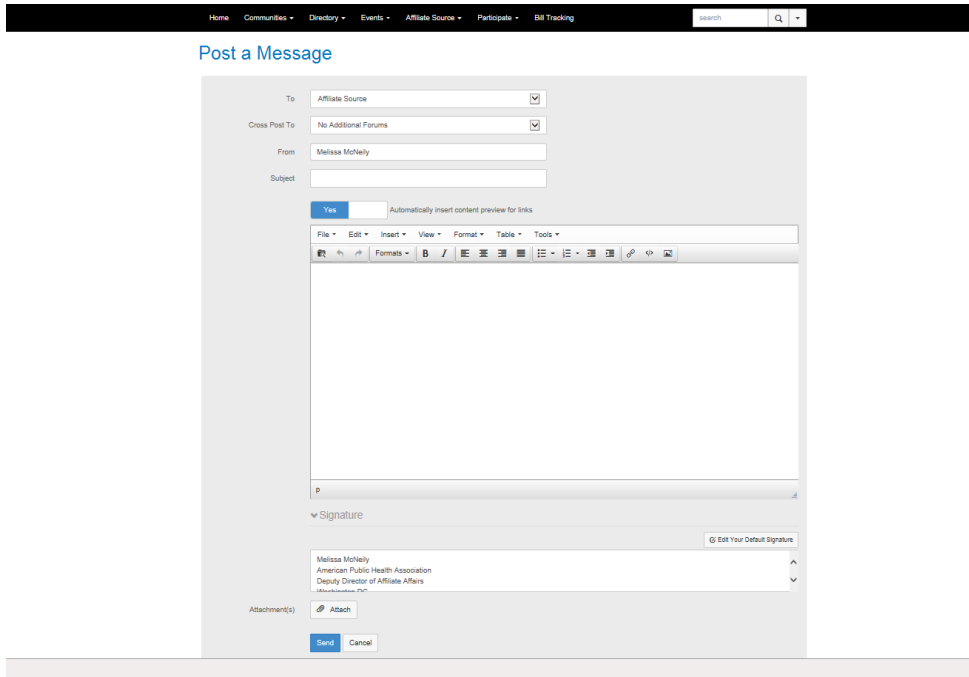 Home Communities Directory Events Affiliate Source Participate Bill Tracking search
Post a Message
To Affiliate Source
Cross Post To No Additional Forums
From Melissa McNeily
Subject
Yes Automatically insert content preview for links
File Edit Insert View Format Table Tools
Formats B I
p
Signature
Edit Your Default Signature
Melissa McNeily
American Public Health Association
Deputy Director of Affiliate Affairs
Washington DC
Attachment(s) Attach
Send Cancel